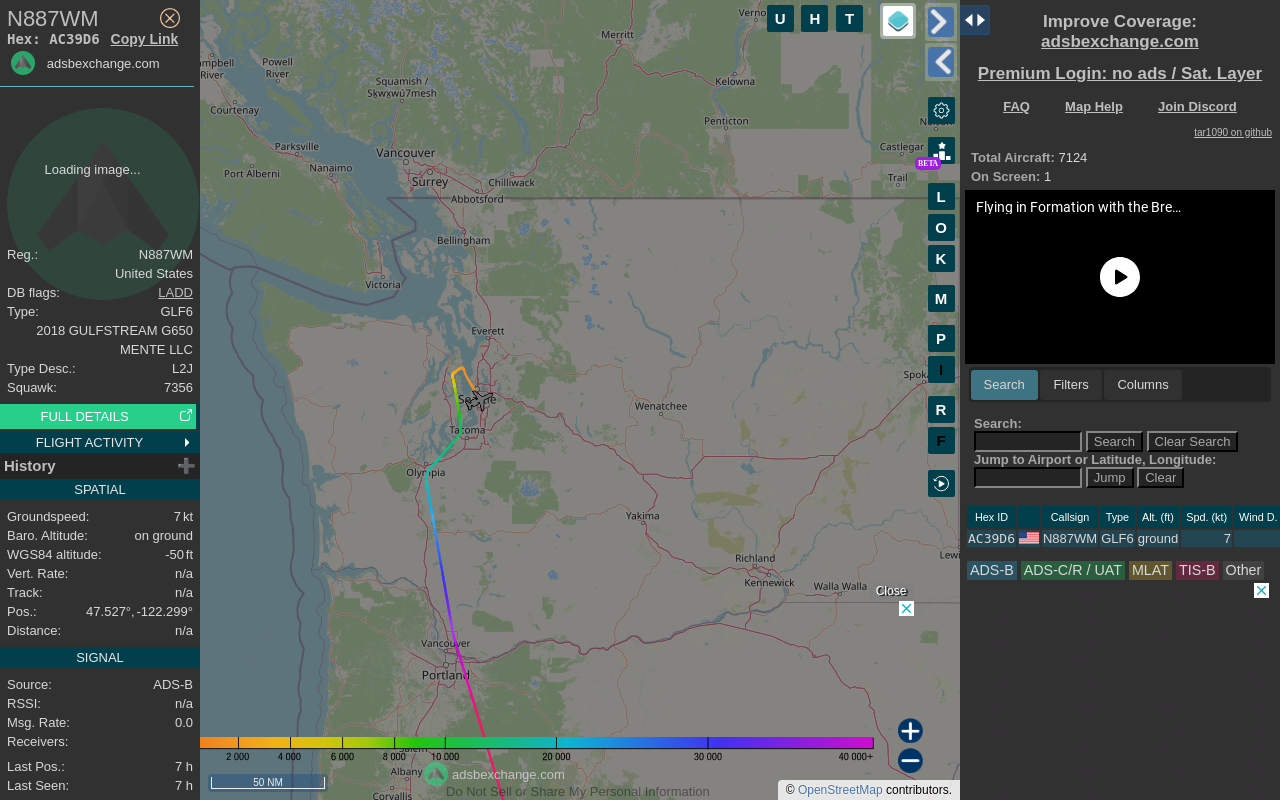 N887WM
Hex: AC39D6 Copy Link
adsbexchange.com
Loading image...
Reg.: N887WM
United States
DB flags: LADD
Type: GLF6
2018 GULFSTREAM G650
MENTE LLC
Type Desc.: L2J
Squawk: 7356
FULL DETAILS
FLIGHT ACTIVITY
History
SPATIAL
Groundspeed: 7 kt
Baro. Altitude: on ground
WGS84 altitude: -50 ft
Vert. Rate: n/a
Track: n/a
Pos.: 47.527°, -122.299°
Distance: n/a
SIGNAL
Source: ADS-B
RSSI: n/a
Msg. Rate: 0.0
Receivers:
Last Pos.: 7 h
Last Seen: 7 h
Merritt
Powell
River
River
Squamish /
Sḵwx̱wú7mesh
Kelowna
Courtenay
Penticton
Parksville
Nanaimo
Vancouver
Castlegar
Port Alberni
Surrey
Chilliwack
Trail
Abbotsford
Bellingham
Victoria
Everett
Wenatchee
Tacoma
Olympia
Yakima
Richland
Kennewick
Walla Walla
Vancouver
Portland
Albany
Corvallis
U H T
BETA
L
O
K
M
P
I
R
F
Close
2 000 4 000 6 000 8 000 10 000 20 000 30 000 40 000+
50 NM
adsbexchange.com
Do Not Sell or Share My Personal Information
© OpenStreetMap contributors.
Improve Coverage:
adsbexchange.com
Premium Login: no ads / Sat. Layer
FAQ Map Help Join Discord
tar1090 on github
Total Aircraft: 7124
On Screen: 1
Flying in Formation with the Bre...
Search Filters Columns
Search:
Search Clear Search
Jump to Airport or Latitude, Longitude:
Jump Clear
Hex ID Callsign Type Alt. (ft) Spd. (kt) Wind D.
AC39D6 N887WM GLF6 ground 7
ADS-B ADS-C/R / UAT MLAT TIS-B Other